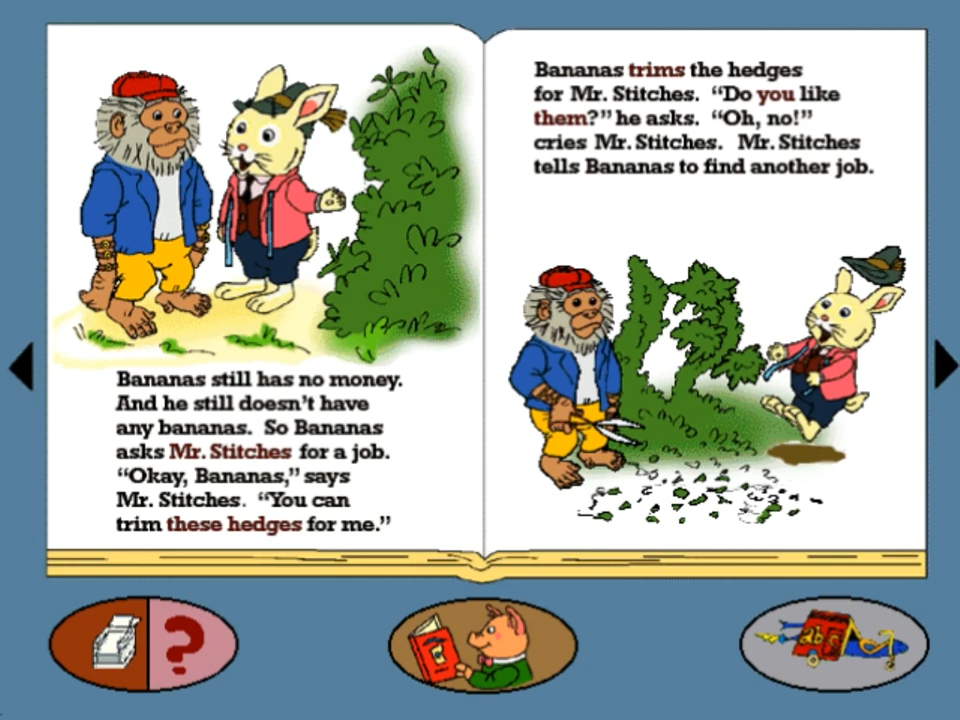 Bananas still has no money.
And he still doesn't have
any bananas. So Bananas
asks Mr. Stitches for a job.
"Okay, Bananas," says
Mr. Stitches. "You can
trim these hedges for me."
Bananas trims the hedges
for Mr. Stitches. "Do you like
them?" he asks. "Oh, no!"
cries Mr. Stitches. Mr. Stitches
tells Bananas to find another job.
?
abs